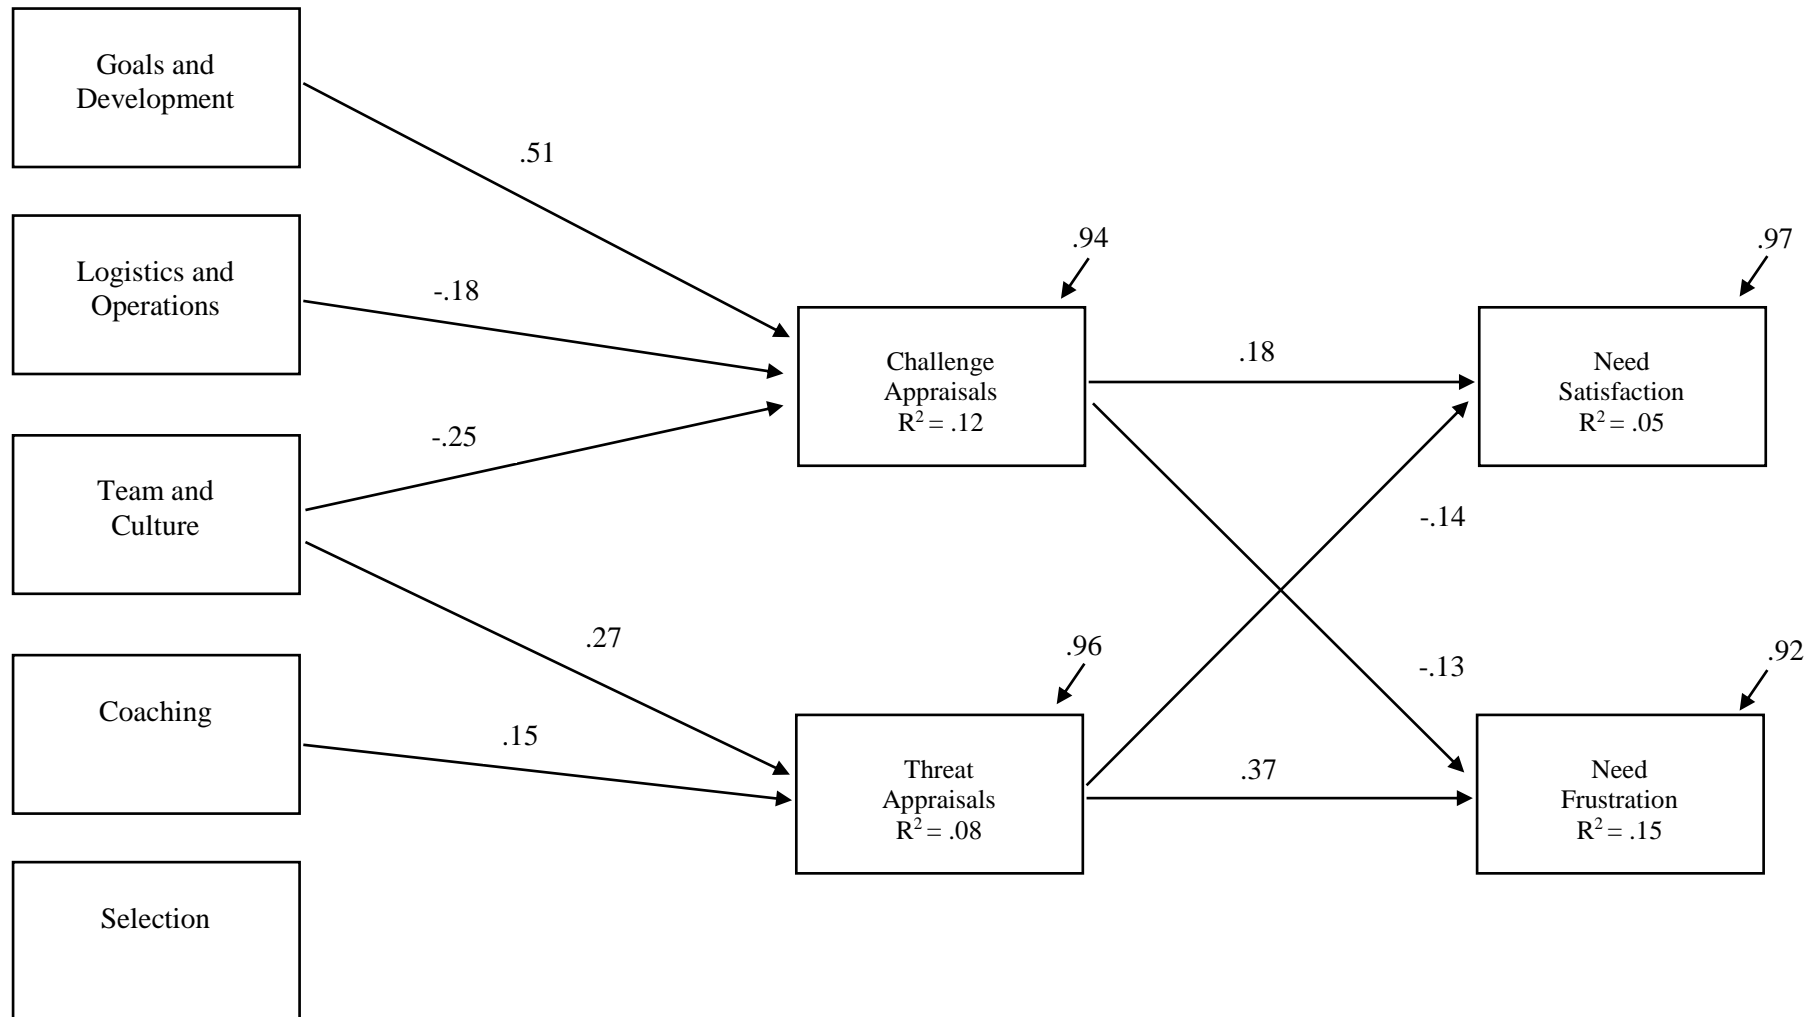 Goals and
Development
.51
Logistics and
Operations
-.18
Team and
Culture
-.25
.27
Coaching
.15
Selection
.94
Challenge
Appraisals
R² = .12
.96
Threat
Appraisals
R² = .08
.18
-.14
-.13
.37
.97
Need
Satisfaction
R² = .05
.92
Need
Frustration
R² = .15